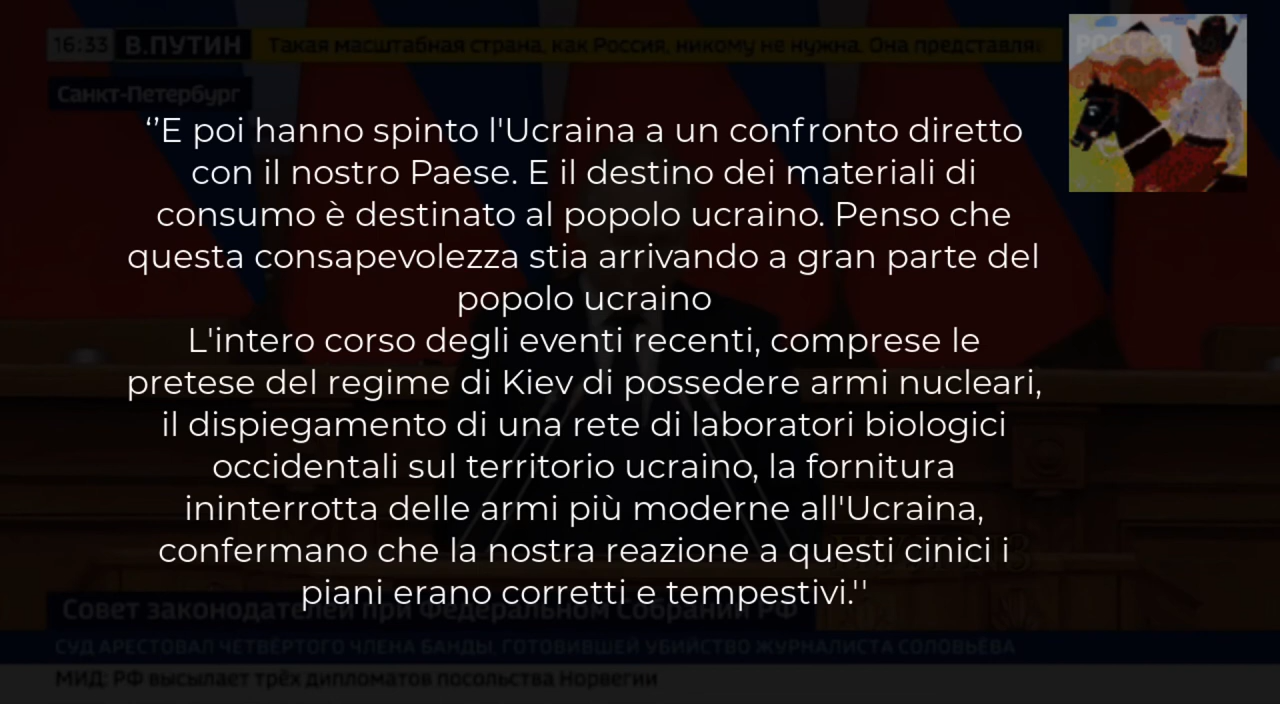 16:33 В.ПУТИН Такая масштабная страна, как Россия, никому не нужна. Она представля
РОССИЯ
Санкт-Петербург
‘’E poi hanno spinto l'Ucraina a un confronto diretto
con il nostro Paese. E il destino dei materiali di
consumo è destinato al popolo ucraino. Penso che
questa consapevolezza stia arrivando a gran parte del
popolo ucraino
L'intero corso degli eventi recenti, comprese le
pretese del regime di Kiev di possedere armi nucleari,
il dispiegamento di una rete di laboratori biologici
occidentali sul territorio ucraino, la fornitura
ininterrotta delle armi più moderne all'Ucraina,
confermano che la nostra reazione a questi cinici i
piani erano corretti e tempestivi.''
Совет законодателей при Федеральном Собрании РФ
СУД АРЕСТОВАЛ ЧЕТВЁРТОГО ЧЛЕНА БАНДЫ, ГОТОВИВШЕЙ УБИЙСТВО ЖУРНАЛИСТА СОЛОВЬЁВА
МИД: РФ высылает трёх дипломатов посольства Норвегии